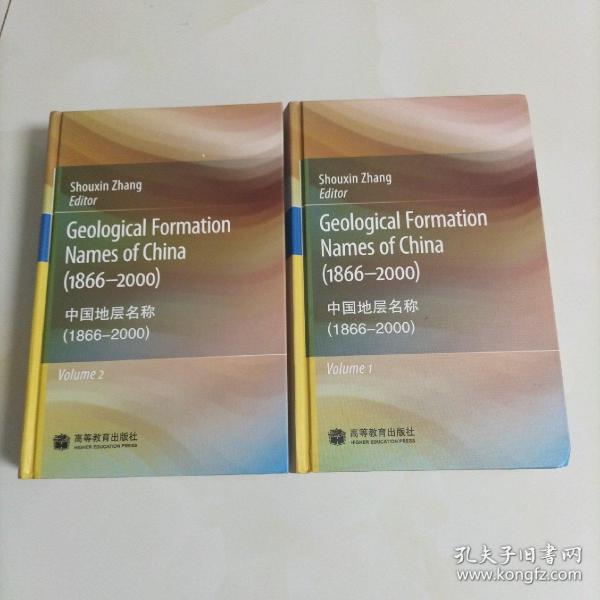 Shouxin Zhang
Editor
Geological Formation
Names of China
(1866–2000)
中国地层名称
(1866–2000)
Volume 2
高等教育出版社
HIGHER EDUCATION PRESS
Shouxin Zhang
Editor
Geological Formation
Names of China
(1866–2000)
中国地层名称
(1866–2000)
Volume 1
高等教育出版社
HIGHER EDUCATION PRESS
孔夫子旧书网
www.kongfz.com